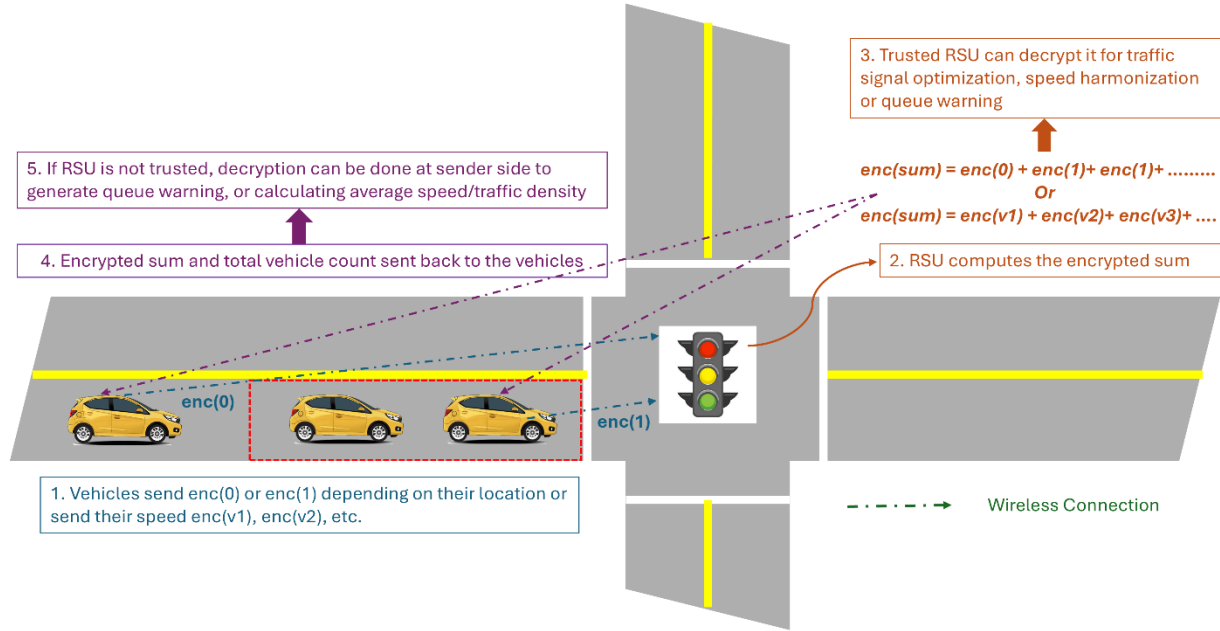 3. Trusted RSU can decrypt it for traffic
signal optimization, speed harmonization
or queue warning
5. If RSU is not trusted, decryption can be done at sender side to
generate queue warning, or calculating average speed/traffic density
enc(sum) = enc(0) + enc(1)+ enc(1)+ .........
Or
enc(sum) = enc(v1) + enc(v2)+ enc(v3)+ ....
4. Encrypted sum and total vehicle count sent back to the vehicles
2. RSU computes the encrypted sum
enc(0)
enc(1)
1. Vehicles send enc(0) or enc(1) depending on their location or
send their speed enc(v1), enc(v2), etc.
Wireless Connection